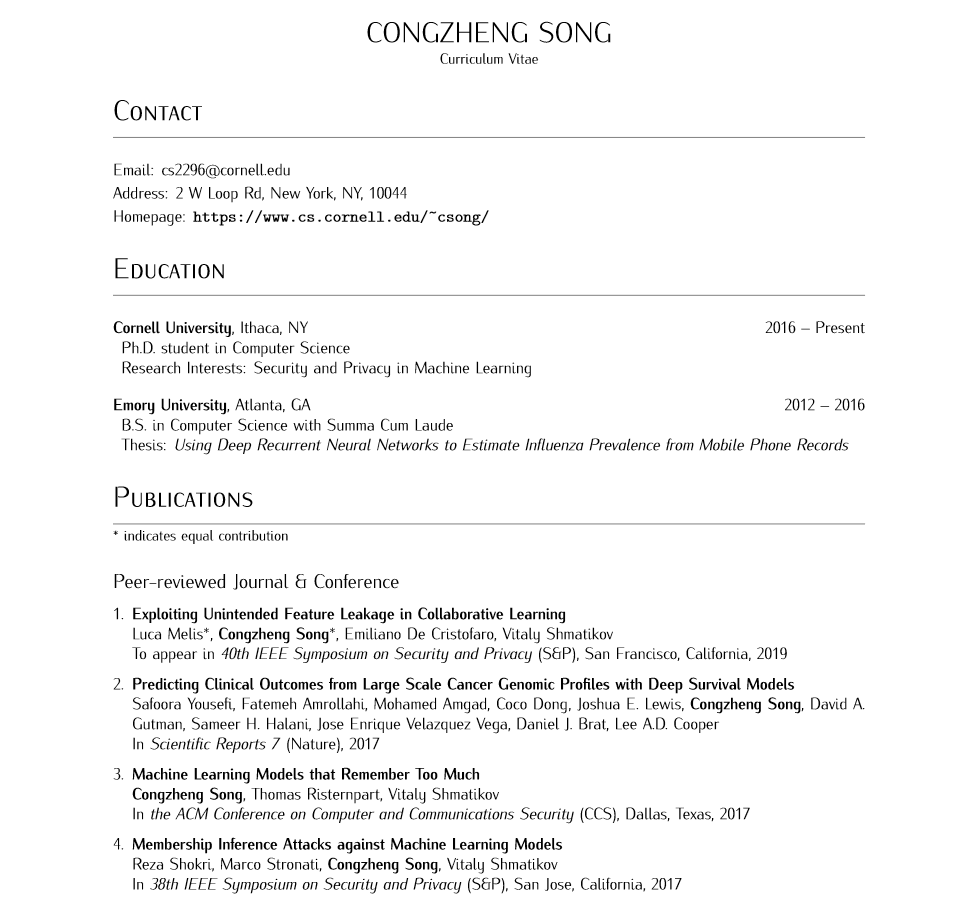 CONGZHENG SONG
Curriculum Vitae
Contact
Email: cs2296@cornell.edu
Address: 2 W Loop Rd, New York, NY, 10044
Homepage: https://www.cs.cornell.edu/~csong/
Education
Cornell University, Ithaca, NY 2016 – Present
Ph.D. student in Computer Science
Research Interests: Security and Privacy in Machine Learning
Emory University, Atlanta, GA 2012 – 2016
B.S. in Computer Science with Summa Cum Laude
Thesis: Using Deep Recurrent Neural Networks to Estimate Influenza Prevalence from Mobile Phone Records
Publications
* indicates equal contribution
Peer-reviewed Journal & Conference
1. Exploiting Unintended Feature Leakage in Collaborative Learning
Luca Melis*, Congzheng Song*, Emiliano De Cristofaro, Vitaly Shmatikov
To appear in 40th IEEE Symposium on Security and Privacy (S&P), San Francisco, California, 2019
2. Predicting Clinical Outcomes from Large Scale Cancer Genomic Profiles with Deep Survival Models
Safoora Yousefi, Fatemeh Amrollahi, Mohamed Amgad, Coco Dong, Joshua E. Lewis, Congzheng Song, David A.
Gutman, Sameer H. Halani, Jose Enrique Velazquez Vega, Daniel J. Brat, Lee A.D. Cooper
In Scientific Reports 7 (Nature), 2017
3. Machine Learning Models that Remember Too Much
Congzheng Song, Thomas Risternpart, Vitaly Shmatikov
In the ACM Conference on Computer and Communications Security (CCS), Dallas, Texas, 2017
4. Membership Inference Attacks against Machine Learning Models
Reza Shokri, Marco Stronati, Congzheng Song, Vitaly Shmatikov
In 38th IEEE Symposium on Security and Privacy (S&P), San Jose, California, 2017